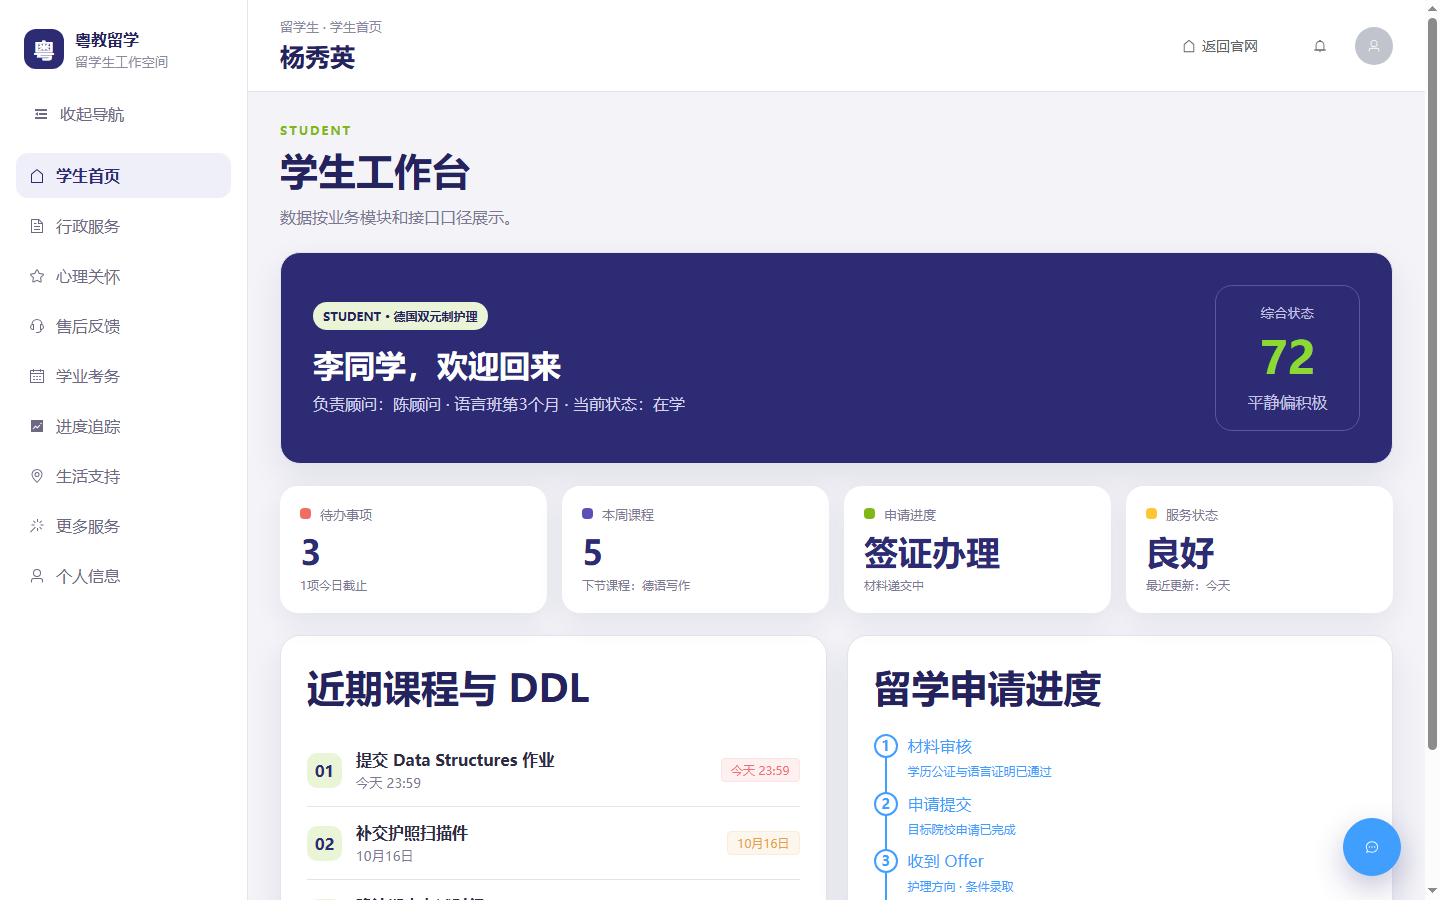 粤
粤教留学
留学生工作空间
收起导航
学生首页
行政服务
心理关怀
售后反馈
学业考务
进度追踪
生活支持
更多服务
个人信息
留学生 · 学生首页
杨秀英
返回官网
STUDENT
学生工作台
数据按业务模块和接口口径展示。
STUDENT · 德国双元制护理
李同学，欢迎回来
负责顾问：陈顾问 · 语言班第3个月 · 当前状态：在学
综合状态
72
平静偏积极
待办事项
3
1项今日截止
本周课程
5
下节课程：德语写作
申请进度
签证办理
材料递交中
服务状态
良好
最近更新：今天
近期课程与 DDL
01
提交 Data Structures 作业
今天 23:59
今天 23:59
02
补交护照扫描件
10月16日
10月16日
留学申请进度
1
材料审核
学历公证与语言证明已通过
2
申请提交
目标院校申请已完成
3
收到 Offer
护理方向 · 条件录取